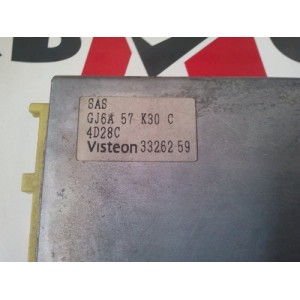 SAS
GJ6A 57 K30 C
4D28C
Visteon 33262 59